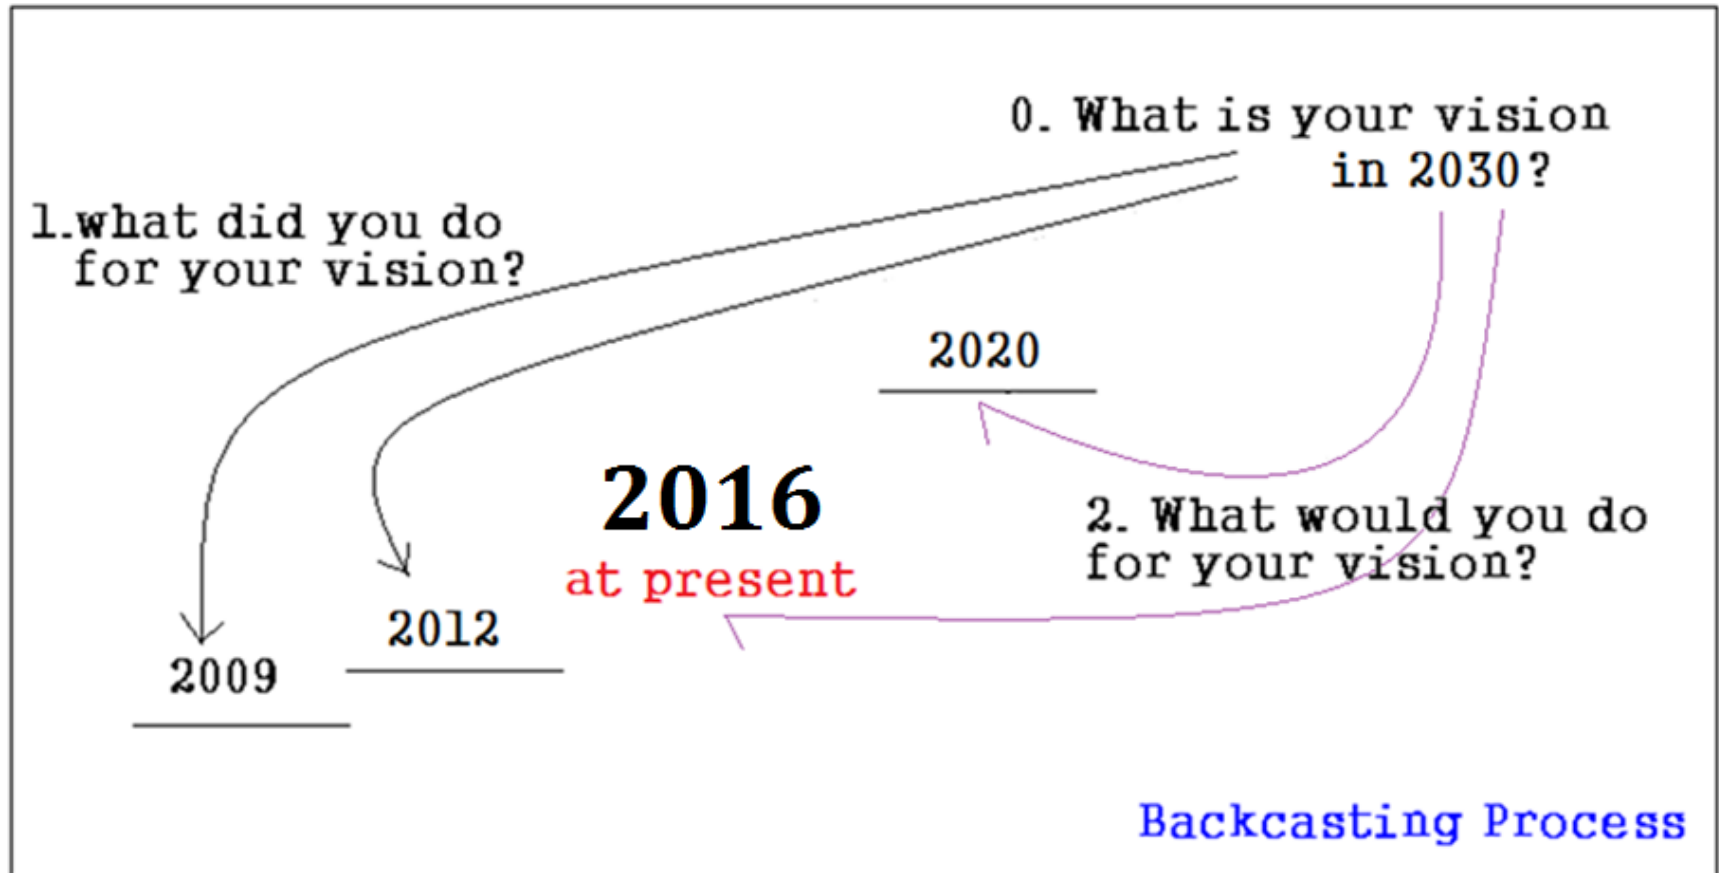 0. What is your vision
in 2030?
1.what did you do
for your vision?
2020
2016
at present
2. What would you do
for your vision?
2012
2009
Backcasting Process